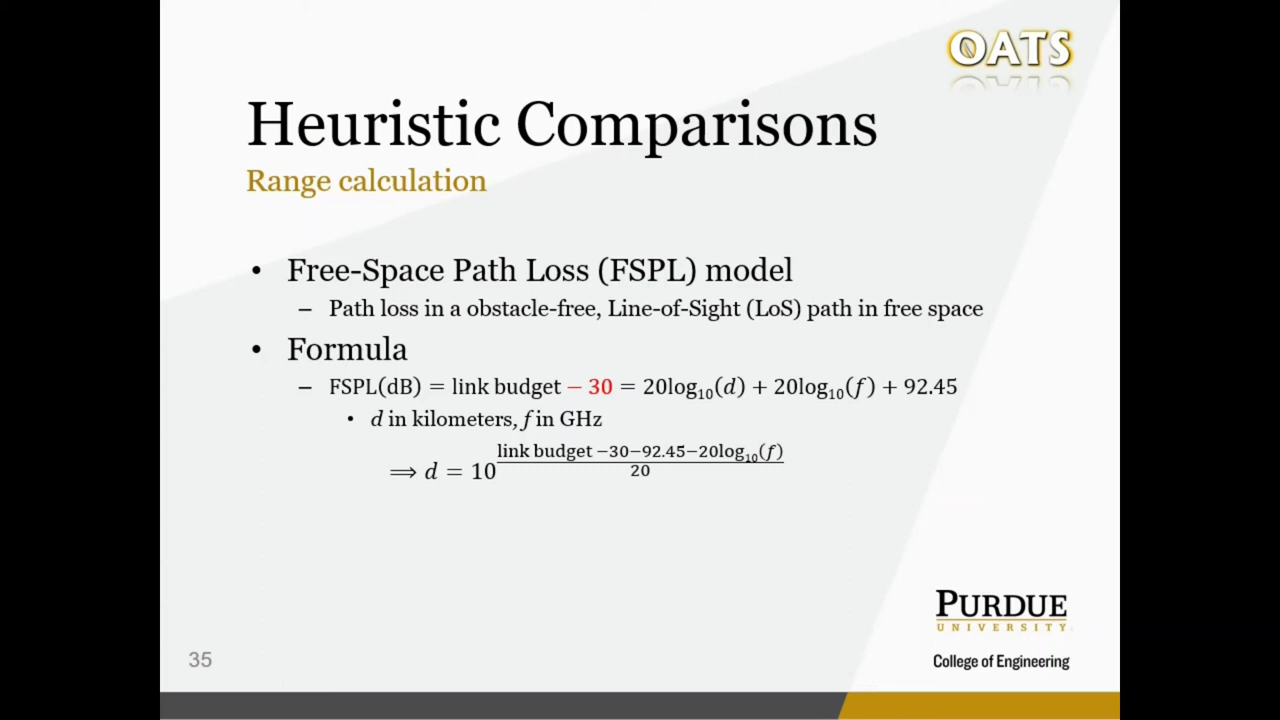 OATS
Heuristic Comparisons
Range calculation
• Free-Space Path Loss (FSPL) model
– Path loss in a obstacle-free, Line-of-Sight (LoS) path in free space
• Formula
– FSPL(dB) = link budget − 30 = 20log₁₀(d) + 20log₁₀(f) + 92.45
• d in kilometers, f in GHz
⟹ d = 10^((link budget −30−92.45−20log₁₀(f))/20)
PURDUE
UNIVERSITY
College of Engineering
35